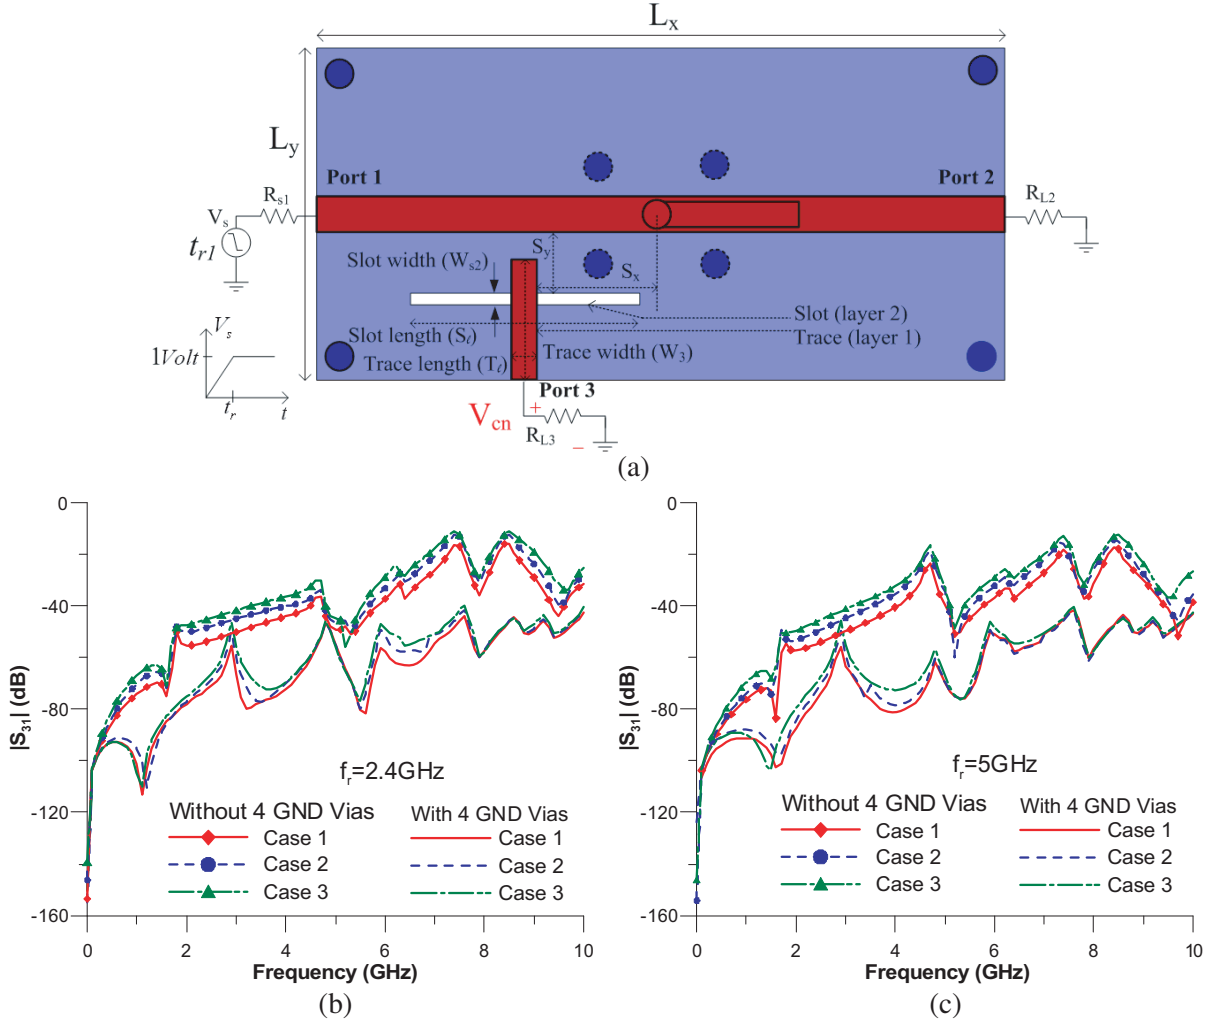 Lx
Ly
Port 1
Port 2
Rs1
RL2
Vs
tr1
Sy
Slot width (Ws2)
Sx
Slot (layer 2)
Slot length (Sℓ)
Trace (layer 1)
Vs
1Volt
Trace width (W3)
Trace length (Tℓ)
tr
t
Port 3
Vcn
+
RL3
−
(a)
|S31| (dB)
0
-40
-80
-120
-160
fr=2.4GHz
Without 4 GND Vias
With 4 GND Vias
Case 1
Case 1
Case 2
Case 2
Case 3
Case 3
0
2
4
6
8
10
Frequency (GHz)
(b)
|S31| (dB)
0
-40
-80
-120
-160
fr=5GHz
Without 4 GND Vias
With 4 GND Vias
Case 1
Case 1
Case 2
Case 2
Case 3
Case 3
0
2
4
6
8
10
Frequency (GHz)
(c)